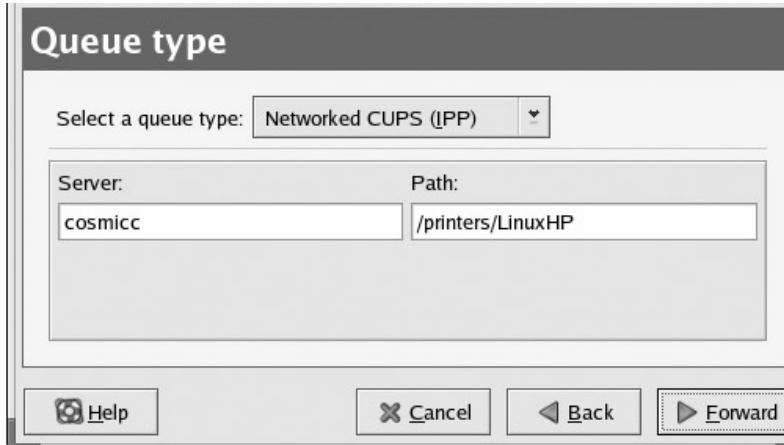 Queue type
Select a queue type: Networked CUPS (IPP)
Server: Path:
cosmicc /printers/LinuxHP
Help Cancel Back Forward